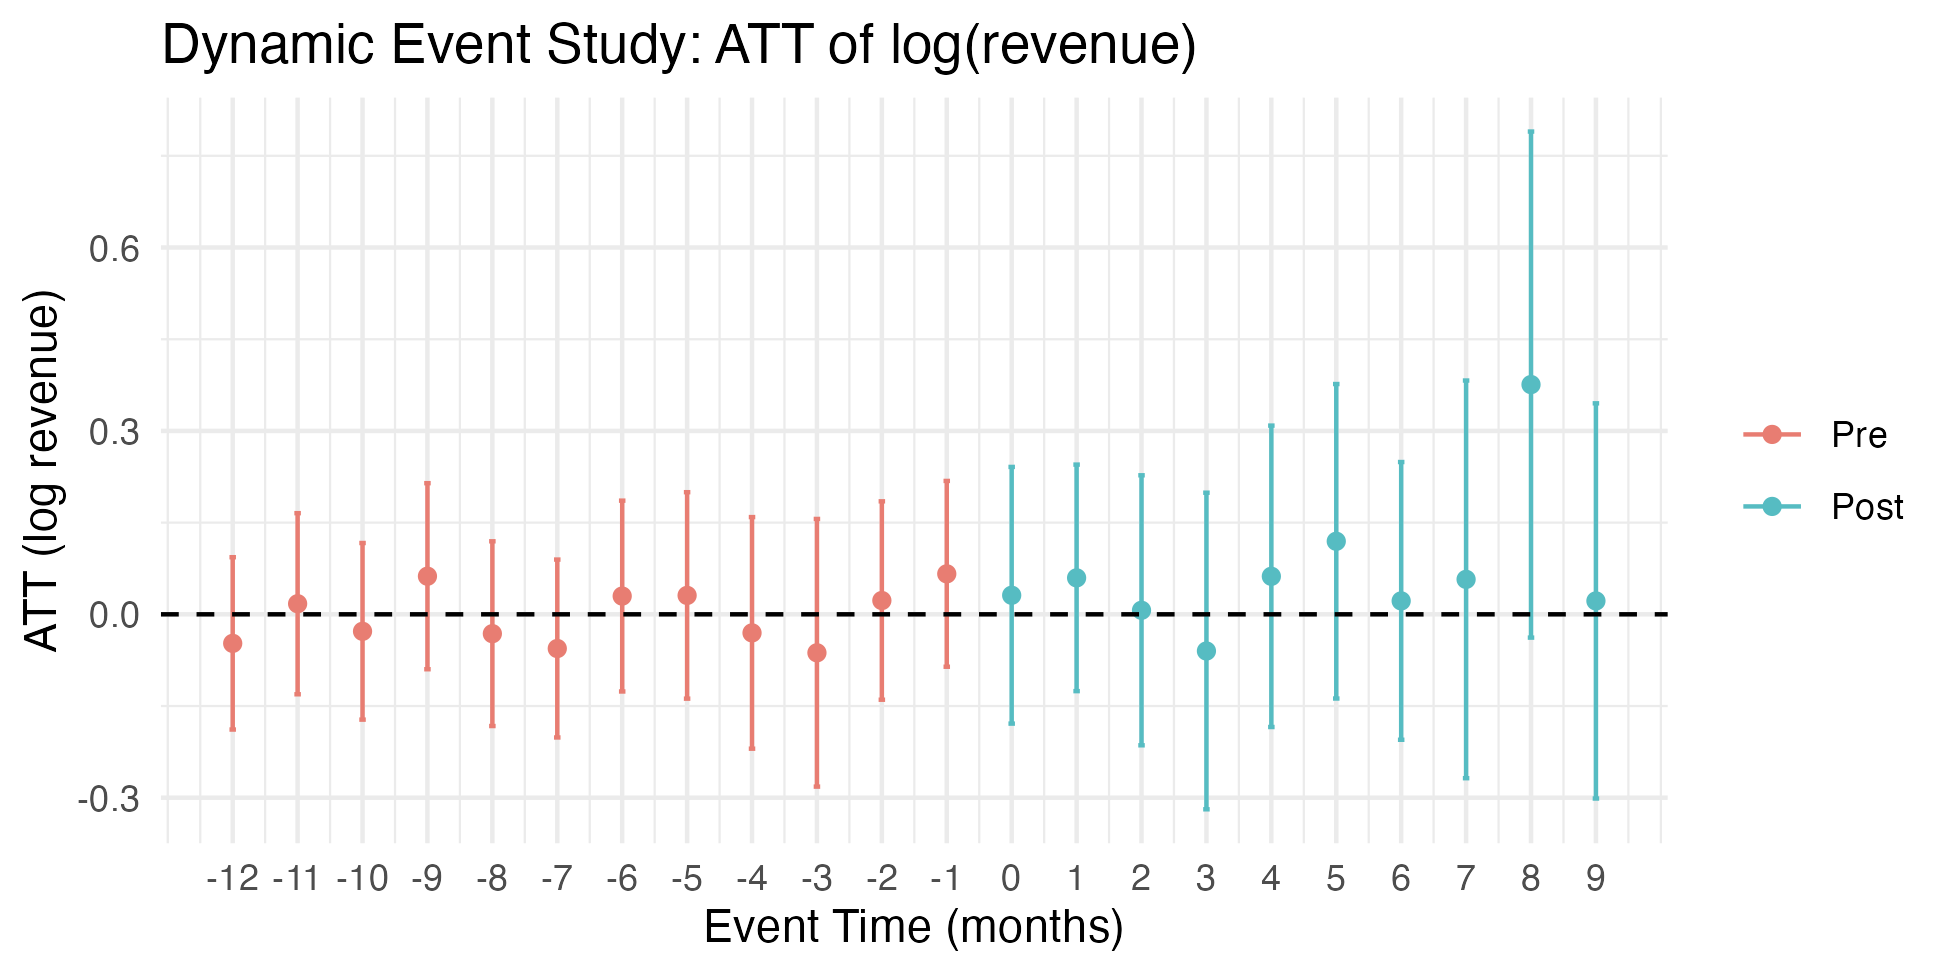 Dynamic Event Study: ATT of log(revenue)
ATT (log revenue)
0.6
0.3
0.0
-0.3
-12 -11 -10 -9 -8 -7 -6 -5 -4 -3 -2 -1 0 1 2 3 4 5 6 7 8 9
Event Time (months)
Pre
Post